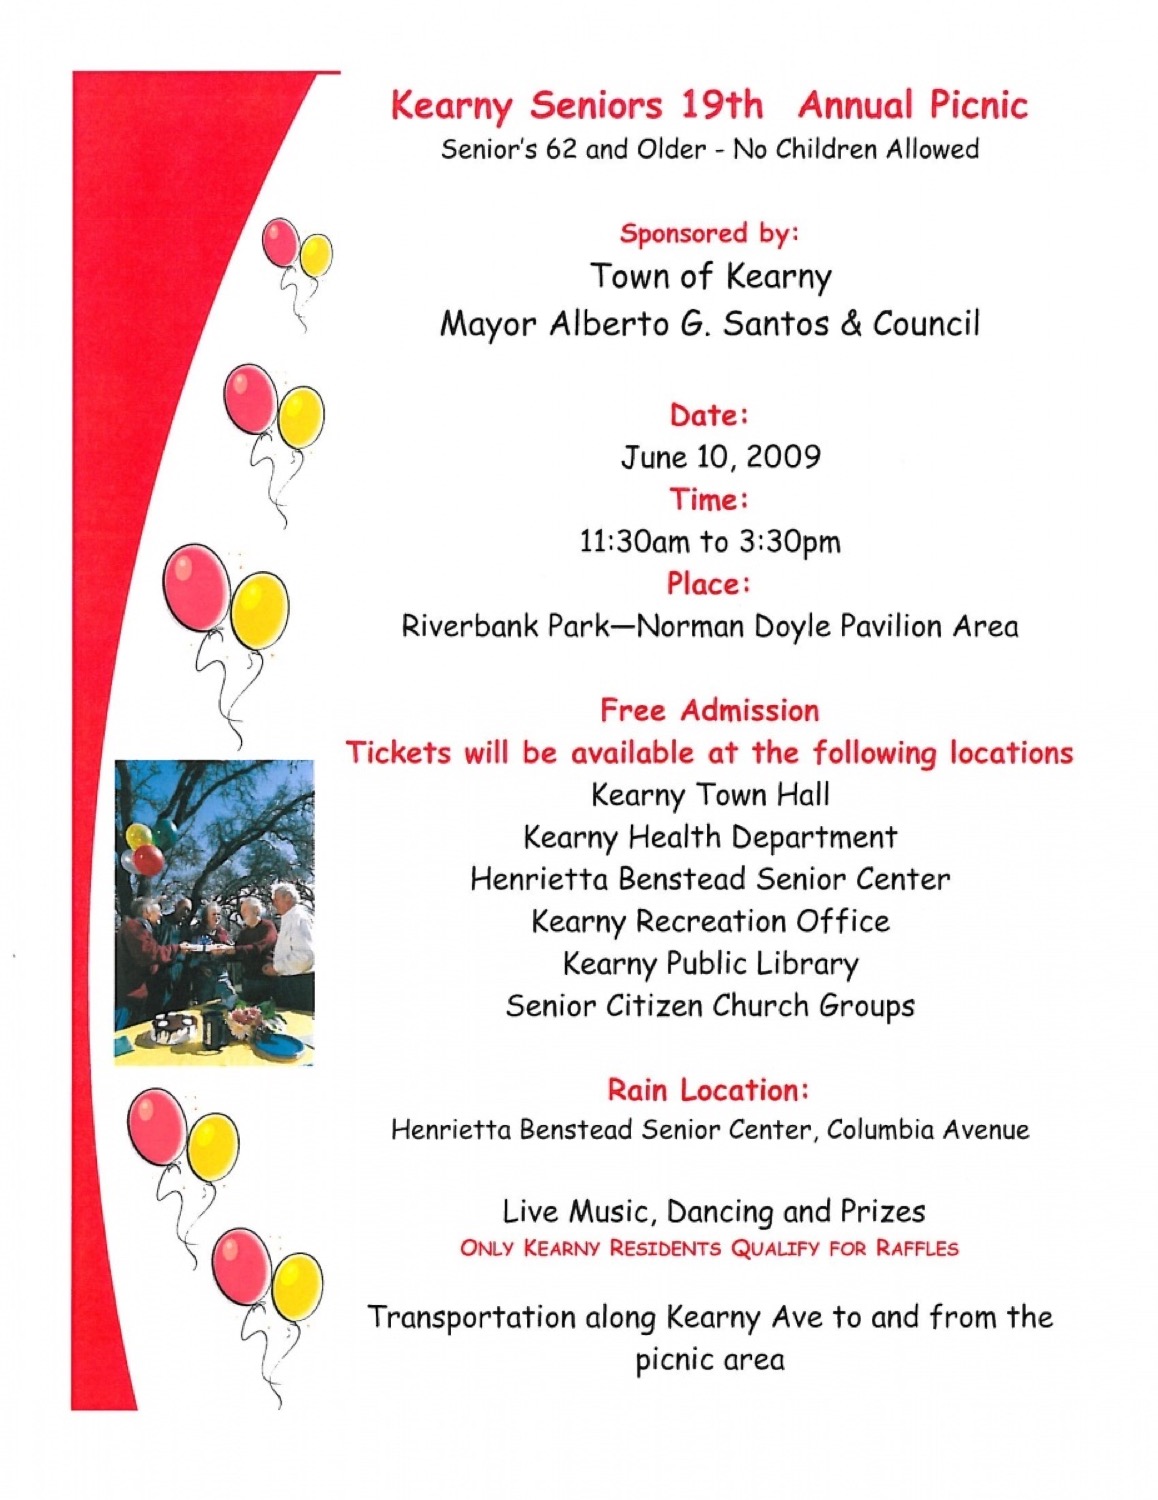 Kearny Seniors 19th Annual Picnic
Senior's 62 and Older - No Children Allowed
Sponsored by:
Town of Kearny
Mayor Alberto G. Santos & Council
Date:
June 10, 2009
Time:
11:30am to 3:30pm
Place:
Riverbank Park—Norman Doyle Pavilion Area
Free Admission
Tickets will be available at the following locations
Kearny Town Hall
Kearny Health Department
Henrietta Benstead Senior Center
Kearny Recreation Office
Kearny Public Library
Senior Citizen Church Groups
Rain Location:
Henrietta Benstead Senior Center, Columbia Avenue
Live Music, Dancing and Prizes
ONLY KEARNY RESIDENTS QUALIFY FOR RAFFLES
Transportation along Kearny Ave to and from the
picnic area